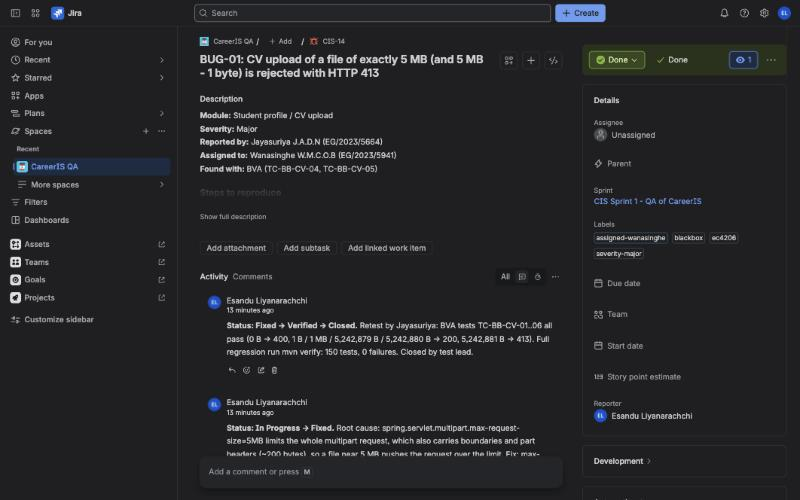 Jira
Search
+ Create
EL
For you
Recent
Starred
Apps
Plans
Spaces
Recent
CareerIS QA
More spaces
Filters
Dashboards
Assets
Teams
Goals
Projects
Customize sidebar
CareerIS QA / + Add / CIS-14
BUG-01: CV upload of a file of exactly 5 MB (and 5 MB
- 1 byte) is rejected with HTTP 413
Description
Module: Student profile / CV upload
Severity: Major
Reported by: Jayasuriya J.A.D.N (EG/2023/5664)
Assigned to: Wanasinghe W.M.C.O.B (EG/2023/5941)
Found with: BVA (TC-BB-CV-04, TC-BB-CV-05)
Steps to reproduce
Show full description
Add attachment Add subtask Add linked work item
Activity Comments All
EL Esandu Liyanarachchi
13 minutes ago
Status: Fixed → Verified → Closed. Retest by Jayasuriya: BVA tests TC-BB-CV-01..06 all
pass (0 B → 400, 1 B / 1 MB / 5,242,879 B / 5,242,880 B → 200, 5,242,881 B → 413). Full
regression run mvn verify: 150 tests, 0 failures. Closed by test lead.
EL Esandu Liyanarachchi
13 minutes ago
Status: In Progress → Fixed. Root cause: spring.servlet.multipart.max-request-
size=5MB limits the whole multipart request, which also carries boundaries and part
headers (~200 bytes), so a file near 5 MB pushes the request over the limit. Fix: max-
Add a comment or press M
Done Done 1
Details
Assignee
Unassigned
Parent
Sprint
CIS Sprint 1 - QA of CareerIS
Labels
assigned-wanasinghe blackbox ec4206
severity-major
Due date
Team
Start date
Story point estimate
Reporter
EL Esandu Liyanarachchi
Development